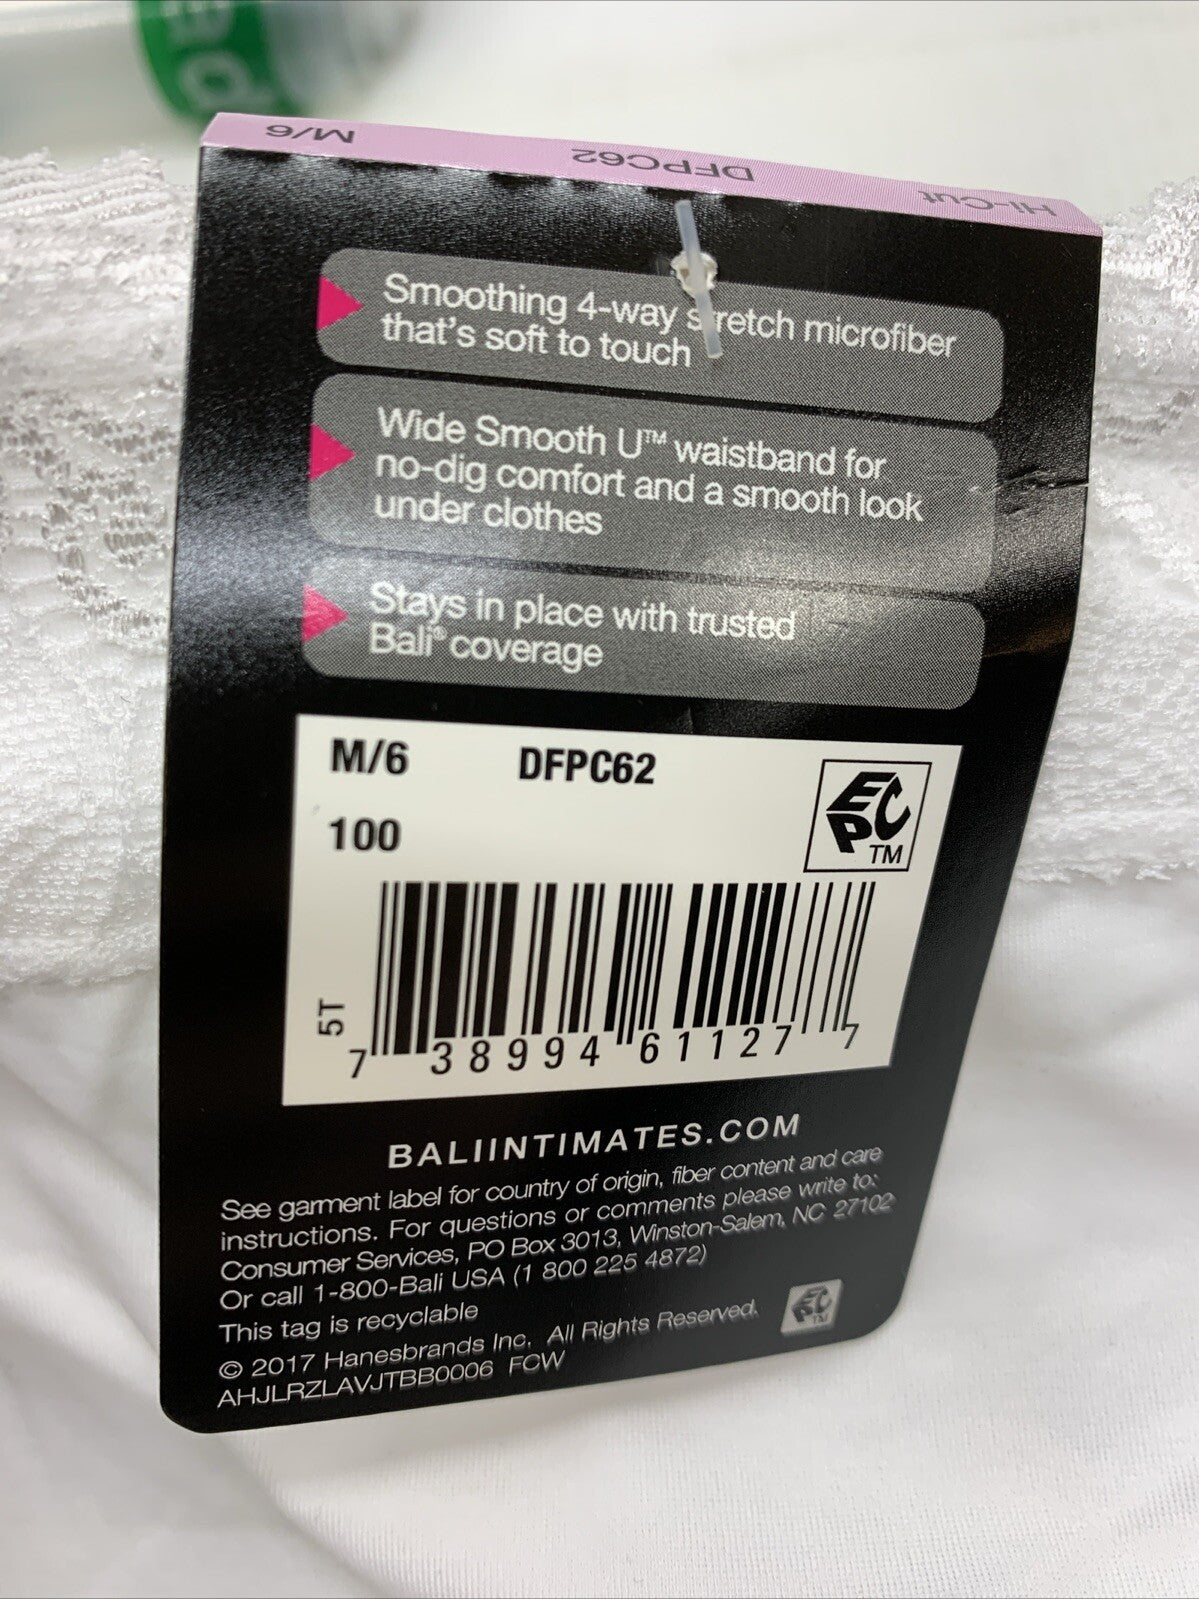 M/6 DFPC62 Hi-Cut
Smoothing 4-way stretch microfiber
that's soft to touch
Wide Smooth U™ waistband for
no-dig comfort and a smooth look
under clothes
Stays in place with trusted
Bali® coverage
M/6 DFPC62
100
EPC TM
5T
7 38994 61127 7
BALIINTIMATES.COM
See garment label for country of origin, fiber content and care
instructions. For questions or comments please write to:
Consumer Services, PO Box 3013, Winston-Salem, NC 27102
Or call 1-800-Bali USA (1 800 225 4872)
This tag is recyclable
© 2017 Hanesbrands Inc. All Rights Reserved.
EPC TM
AHJLRZLAVJTBB0006 FCW